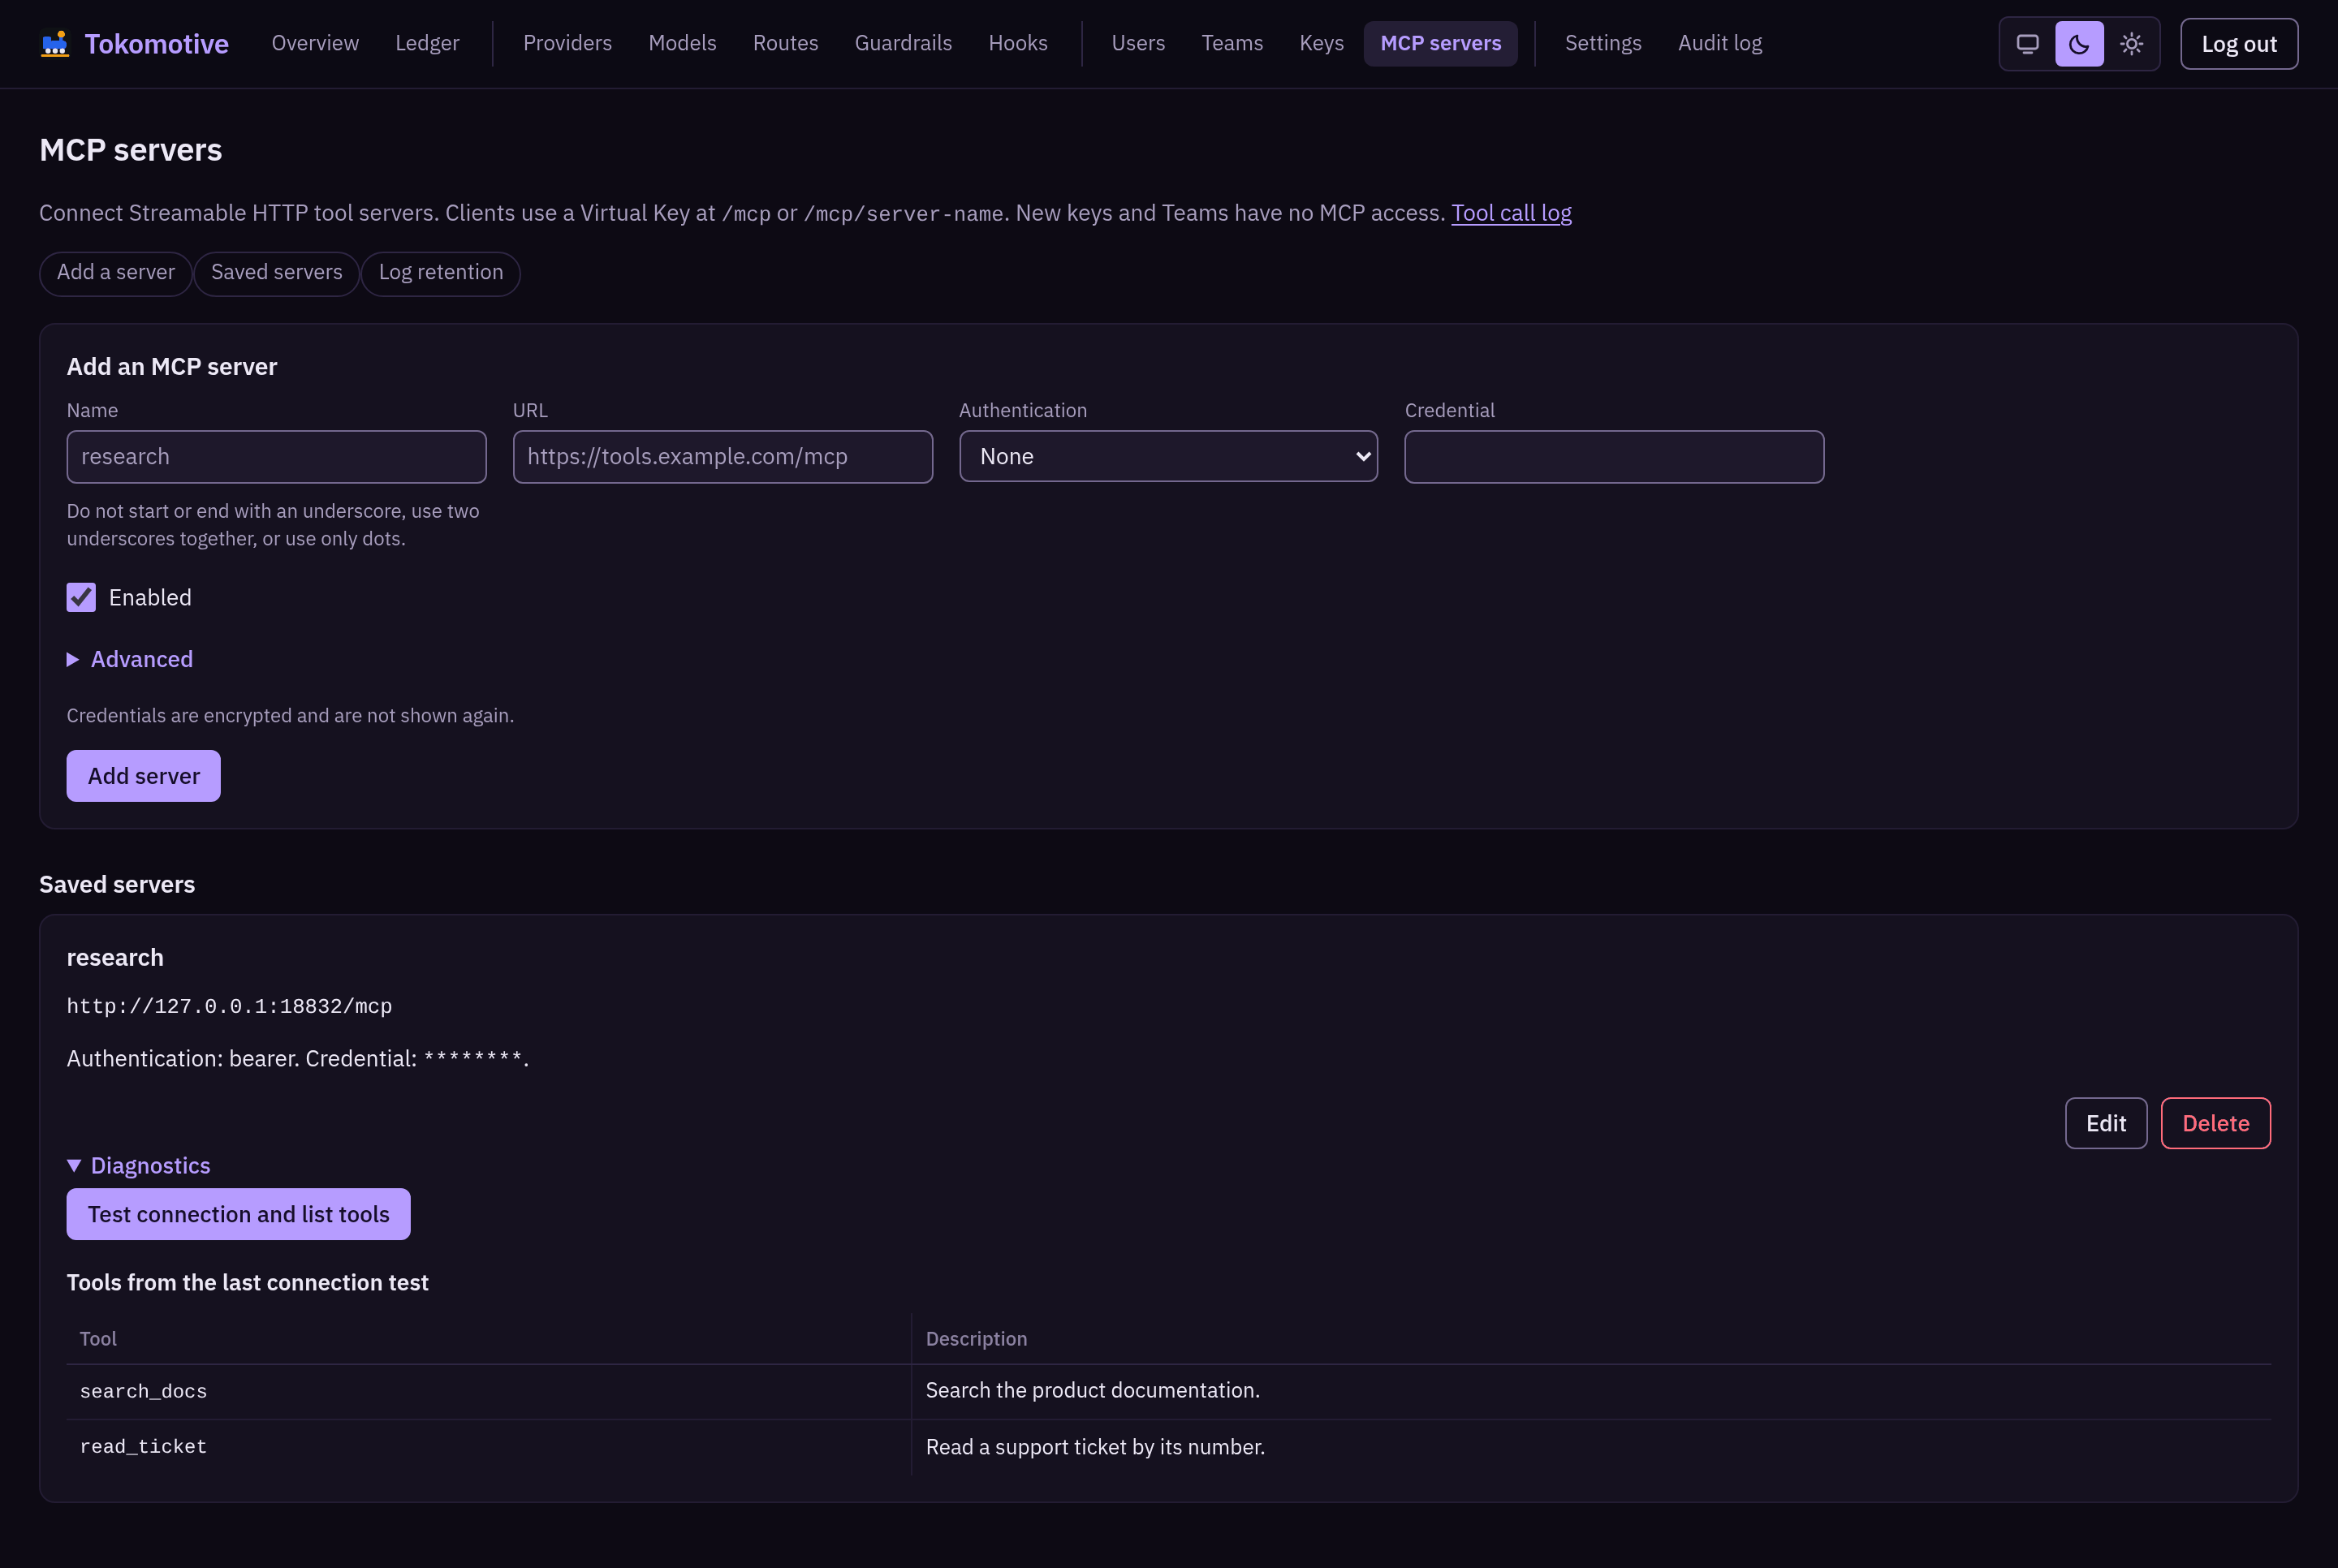 Tokomotive
Overview
Ledger
Providers
Models
Routes
Guardrails
Hooks
Users
Teams
Keys
MCP servers
Settings
Audit log
Log out
MCP servers
Connect Streamable HTTP tool servers. Clients use a Virtual Key at /mcp or /mcp/server-name. New keys and Teams have no MCP access. Tool call log
Add a server
Saved servers
Log retention
Add an MCP server
Name
URL
Authentication
Credential
research
https://tools.example.com/mcp
None
Do not start or end with an underscore, use two
underscores together, or use only dots.
Enabled
Advanced
Credentials are encrypted and are not shown again.
Add server
Saved servers
research
http://127.0.0.1:18832/mcp
Authentication: bearer. Credential: ********.
Edit
Delete
Diagnostics
Test connection and list tools
Tools from the last connection test
Tool
Description
search_docs
Search the product documentation.
read_ticket
Read a support ticket by its number.